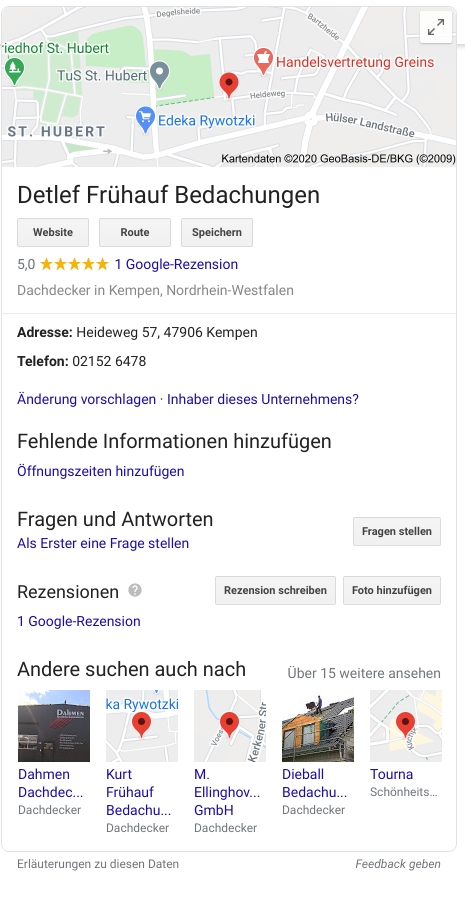 Degelsheide
Bartzheide
riedhof St. Hubert
TuS St. Hubert
Handelsvertretung Greins
Heideweg
ST. HUBERT
Edeka Rywotzki
Hülser Landstraße
Kartendaten ©2020 GeoBasis-DE/BKG (©2009)
Detlef Frühauf Bedachungen
Website Route Speichern
5,0 ★★★★★ 1 Google-Rezension
Dachdecker in Kempen, Nordrhein-Westfalen
Adresse: Heideweg 57, 47906 Kempen
Telefon: 02152 6478
Änderung vorschlagen · Inhaber dieses Unternehmens?
Fehlende Informationen hinzufügen
Öffnungszeiten hinzufügen
Fragen und Antworten
Fragen stellen
Als Erster eine Frage stellen
Rezensionen ? Rezension schreiben Foto hinzufügen
1 Google-Rezension
Andere suchen auch nach Über 15 weitere ansehen
DAHMEN
ka Rywotzki
Voes
Kerkener Str.
Dahmen
Dachdec...
Dachdecker
Kurt
Frühauf
Bedachu...
Dachdecker
M.
Ellinghov...
GmbH
Dachdecker
Dieball
Bedachu...
Dachdecker
Tourna
Schönheits...
Erläuterungen zu diesen Daten Feedback geben